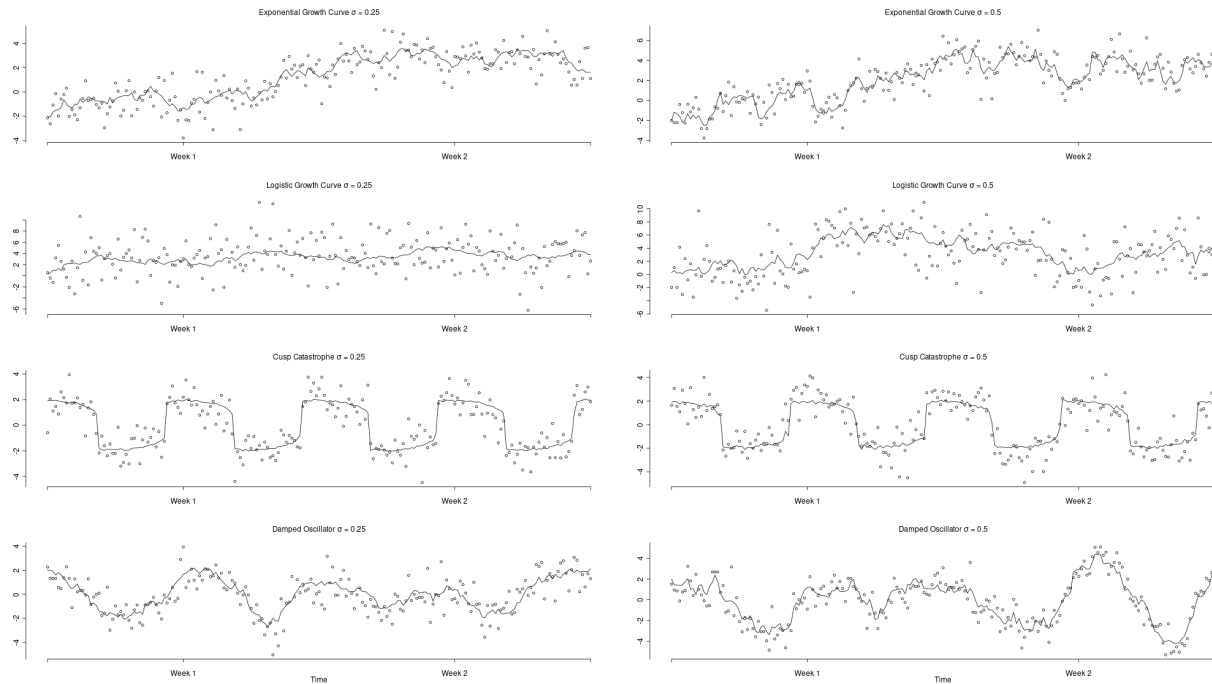 Exponential Growth Curve σ = 0.25
4
2
0
-2
-4
Week 1
Week 2
Exponential Growth Curve σ = 0.5
6
4
2
0
-2
-4
Week 1
Week 2
Logistic Growth Curve σ = 0.25
8
6
4
2
-2
-6
Week 1
Week 2
Logistic Growth Curve σ = 0.5
10
8
6
4
2
0
-2
-6
Week 1
Week 2
Cusp Catastrophe σ = 0.25
4
2
0
-2
-4
Week 1
Week 2
Cusp Catastrophe σ = 0.5
4
2
0
-2
-4
Week 1
Week 2
Damped Oscillator σ = 0.25
4
2
0
-2
-4
Week 1
Week 2
Time
Damped Oscillator σ = 0.5
4
2
0
-2
-4
Week 1
Week 2
Time